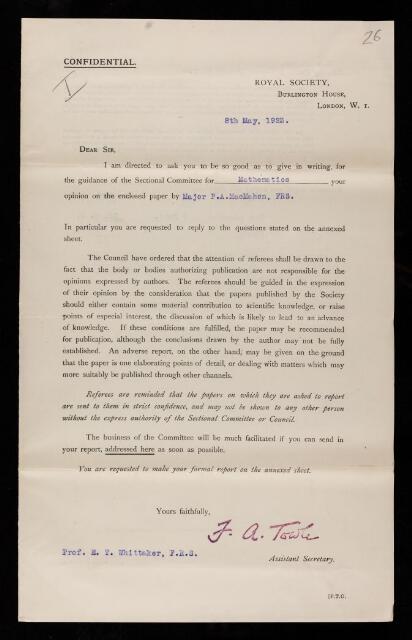 26
CONFIDENTIAL.
I
ROYAL SOCIETY,
BURLINGTON HOUSE,
LONDON, W. 1.
8th May, 1922.
DEAR SIR,
I am directed to ask you to be so good as to give in writing, for
the guidance of the Sectional Committee for Mathematics your
opinion on the enclosed paper by Major P.A.MacMahon, FRS.
In particular you are requested to reply to the questions stated on the annexed
sheet.
The Council have ordered that the attention of referees shall be drawn to the
fact that the body or bodies authorizing publication are not responsible for the
opinions expressed by authors. The referees should be guided in the expression
of their opinion by the consideration that the papers published by the Society
should either contain some material contribution to scientific knowledge, or raise
points of especial interest, the discussion of which is likely to lead to an advance
of knowledge. If these conditions are fulfilled, the paper may be recommended
for publication, although the conclusions drawn by the author may not be fully
established. An adverse report, on the other hand, may be given on the ground
that the paper is one elaborating points of detail, or dealing with matters which may
more suitably be published through other channels.
Referees are reminded that the papers on which they are asked to report
are sent to them in strict confidence, and may not be shown to any other person
without the express authority of the Sectional Committee or Council.
The business of the Committee will be much facilitated if you can send in
your report, addressed here as soon as possible.
You are requested to make your formal report on the annexed sheet.
Yours faithfully,
F. A. Towle
Prof. E. T. Whittaker, F.R.S.
Assistant Secretary.
[P.T.O.